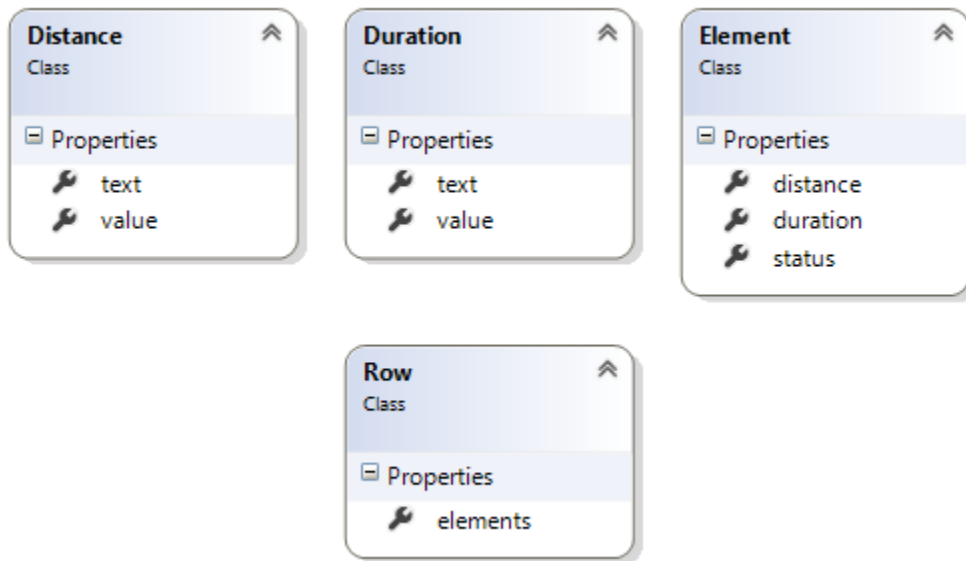 Distance
Class
Properties
text
value
Duration
Class
Properties
text
value
Element
Class
Properties
distance
duration
status
Row
Class
Properties
elements